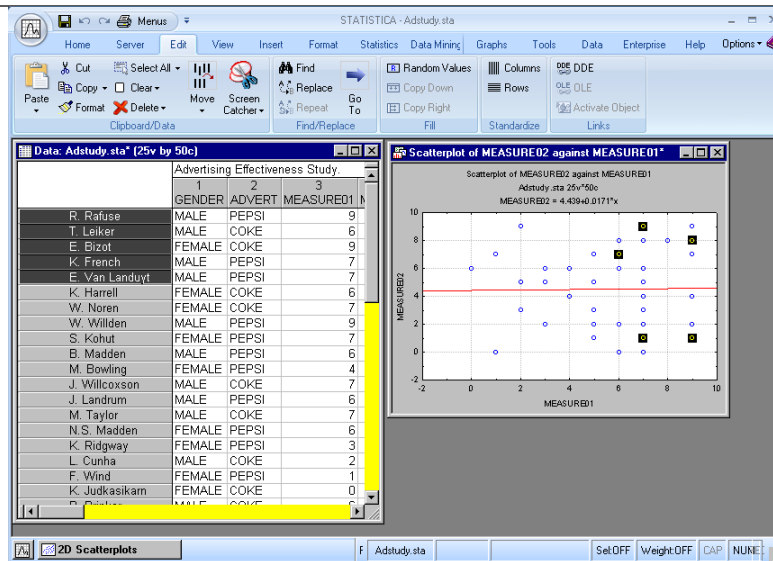 Menus STATISTICA - Adstudy.sta
Home Server Edit View Insert Format Statistics Data Mining Graphs Tools Data Enterprise Help Options
Paste Cut Copy Format Select All Clear Delete Move Screen Catcher Find Replace Repeat Go To Random Values Copy Down Copy Right Columns Rows DDE DDE OLE OLE Activate Object
Clipboard/Data Find/Replace Fill Standardize Links
Data: Adstudy.sta* (25v by 50c)
Advertising Effectiveness Study.
1 2 3
GENDER ADVERT MEASURE01
R. Rafuse MALE PEPSI 9
T. Leiker MALE COKE 6
E. Bizot FEMALE COKE 9
K. French MALE PEPSI 7
E. Van Landuyt MALE PEPSI 7
K. Harrell FEMALE COKE 6
W. Noren FEMALE COKE 7
W. Willden MALE PEPSI 9
S. Kohut FEMALE PEPSI 7
B. Madden MALE PEPSI 6
M. Bowling FEMALE PEPSI 4
J. Willcoxson MALE COKE 7
J. Landrum MALE PEPSI 6
M. Taylor MALE COKE 7
N.S. Madden FEMALE PEPSI 6
K. Ridgway FEMALE PEPSI 3
L. Cunha MALE COKE 2
F. Wind FEMALE PEPSI 1
K. Judkasikarn FEMALE COKE 0
Scatterplot of MEASURE02 against MEASURE01*
Scatterplot of MEASURE02 against MEASURE01
Adstudy.sta 25v*50c
MEASURE02 = 4.439+0.0171*x
10
8
6
4
2
0
-2
MEASURE02
-2 0 2 4 6 8 10
MEASURE01
2D Scatterplots F Adstudy.sta Sel:OFF Weight:OFF CAP NUM